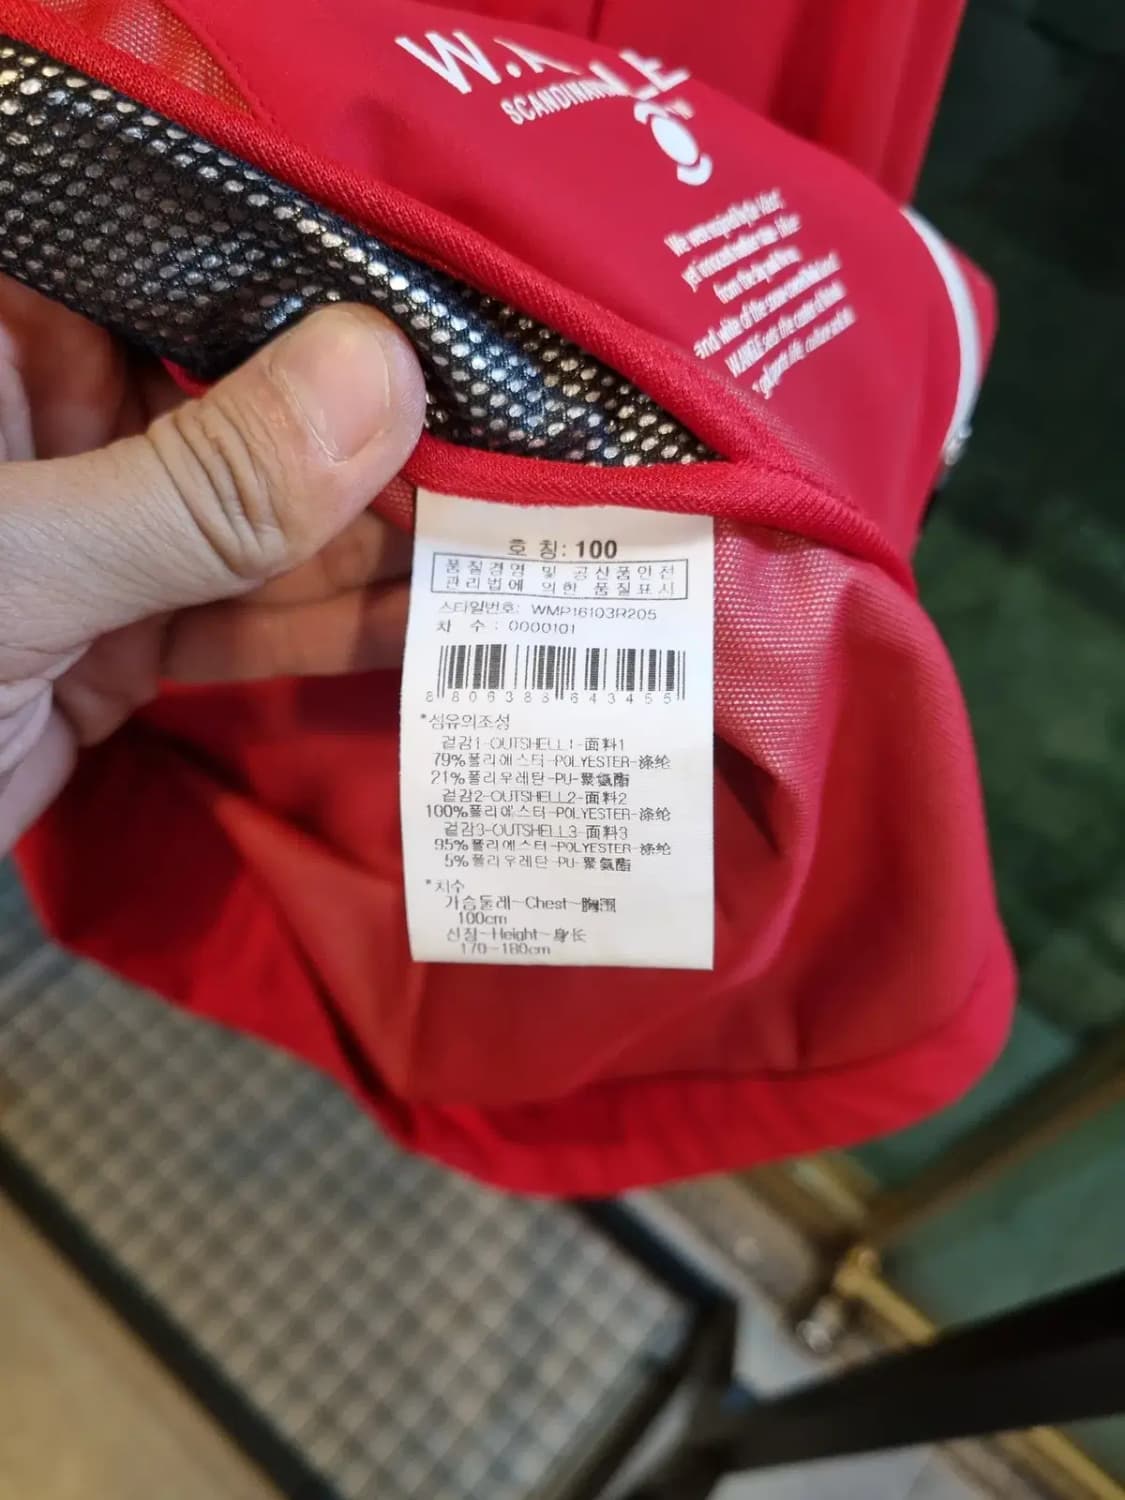 W.A
SCANDINAV
호 칭: 100
품질경영 및 공산품안전
관리법에 의한 품질표시
스타일번호: WMP16103R205
차 수 : 0000101
8 806388 643455
*섬유의조성
겉감1-OUTSHELL1-面料1
79%폴리에스터-POLYESTER-涤纶
21%폴리우레탄-PU-聚氨酯
겉감2-OUTSHELL2-面料2
100%폴리에스터-POLYESTER-涤纶
겉감3-OUTSHELL3-面料3
95%폴리에스터-POLYESTER-涤纶
5%폴리우레탄-PU-聚氨酯
*치수
가슴둘레-Chest-胸围
100cm
신장-Height-身长
170-180cm